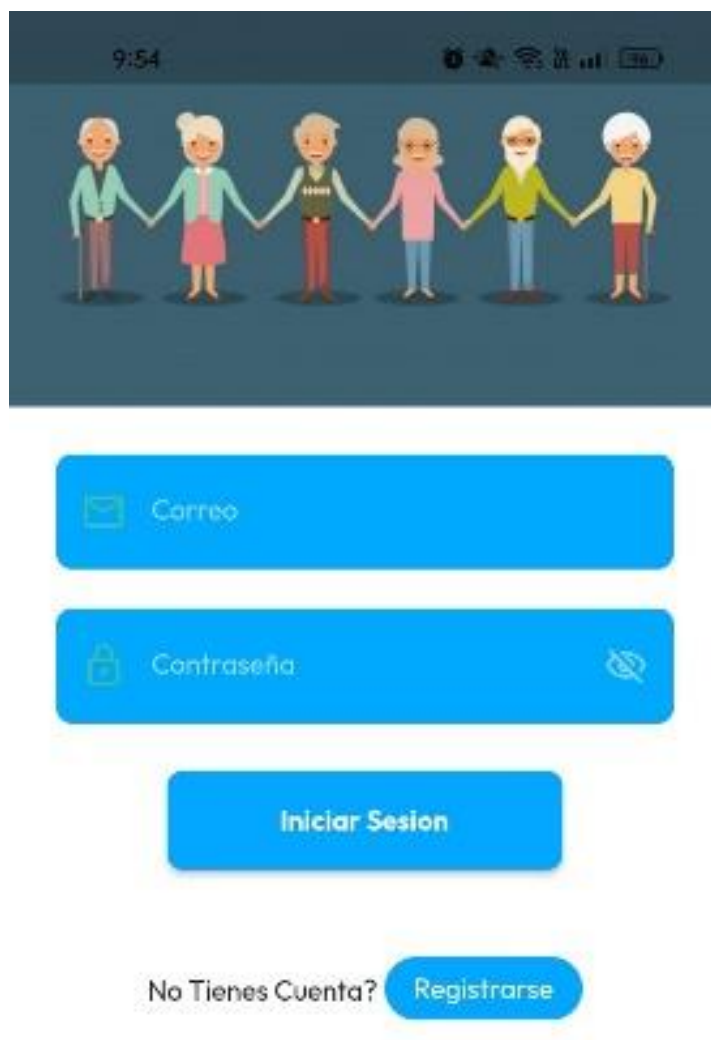 9:54
Correo
Contraseña
Iniciar Sesion
No Tienes Cuenta? Registrarse